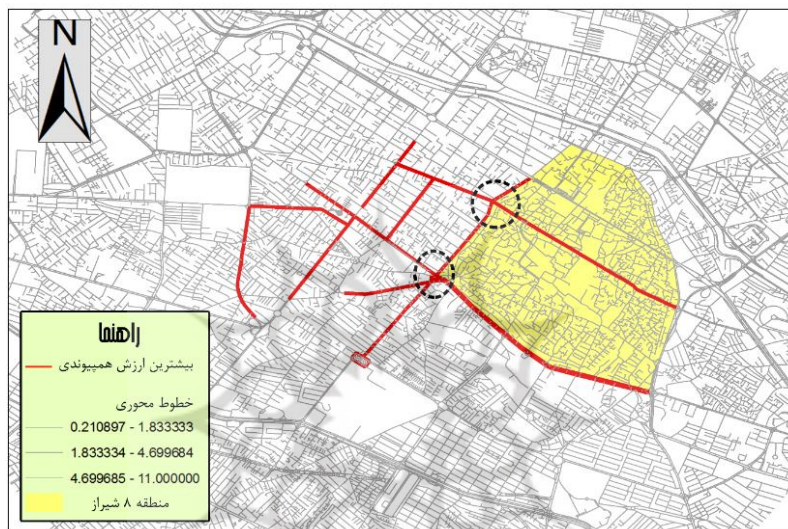 N
راهنما
بیشترین ارزش همپیوندی
خطوط محوری
0.210897 - 1.833333
1.833334 - 4.699684
4.699685 - 11.000000
منطقه ۸ شیراز